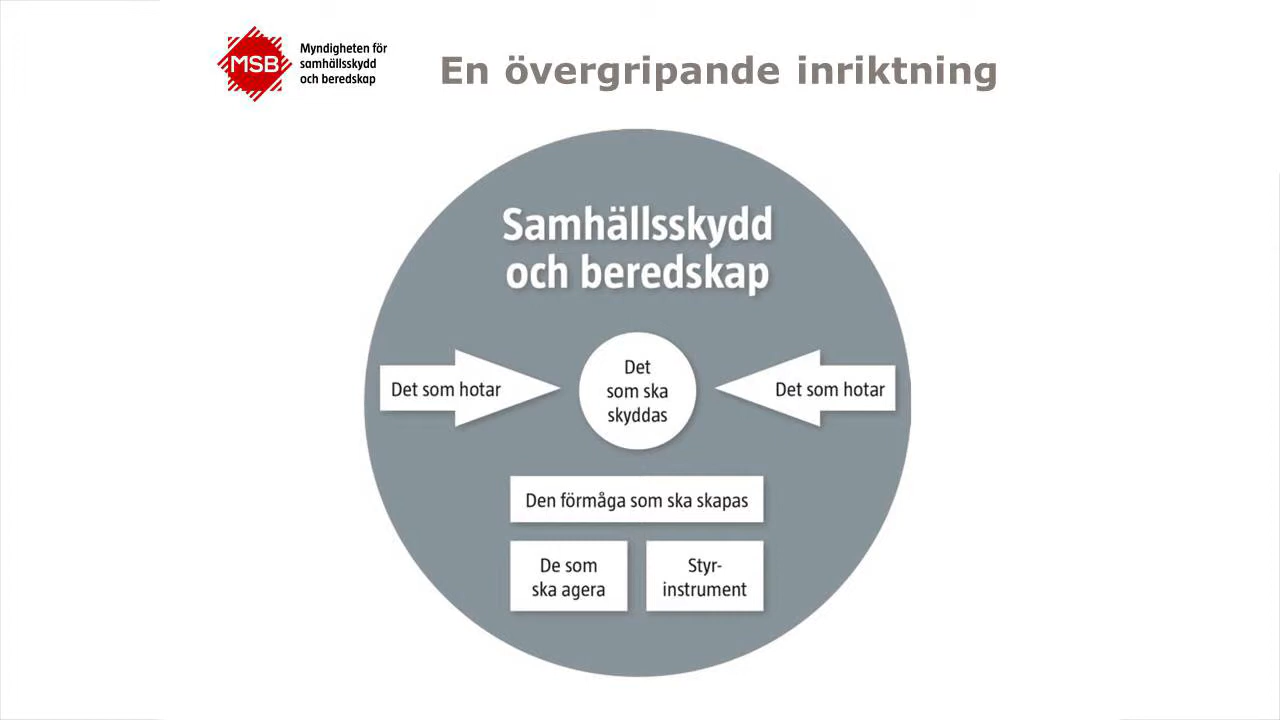 MSB
Myndigheten för
samhällsskydd
och beredskap
En övergripande inriktning
Samhällsskydd
och beredskap
Det som hotar
Det
som ska
skyddas
Det som hotar
Den förmåga som ska skapas
De som
ska agera
Styr-
instrument